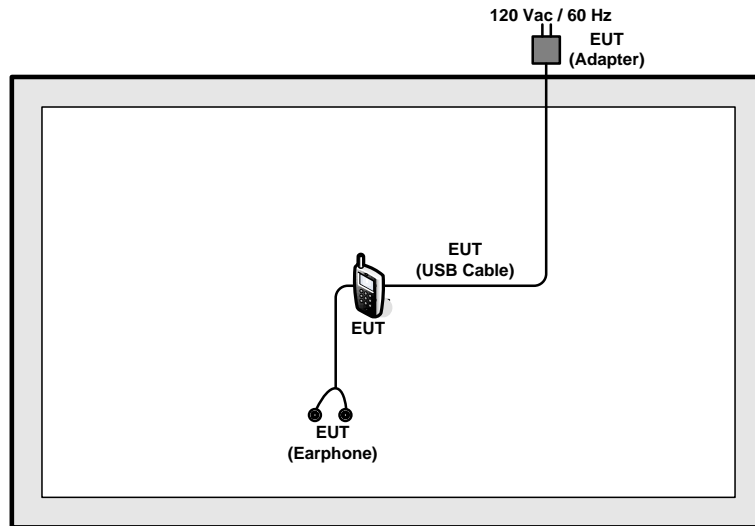 120 Vac / 60 Hz
EUT
(Adapter)
EUT
(USB Cable)
EUT
EUT
(Earphone)